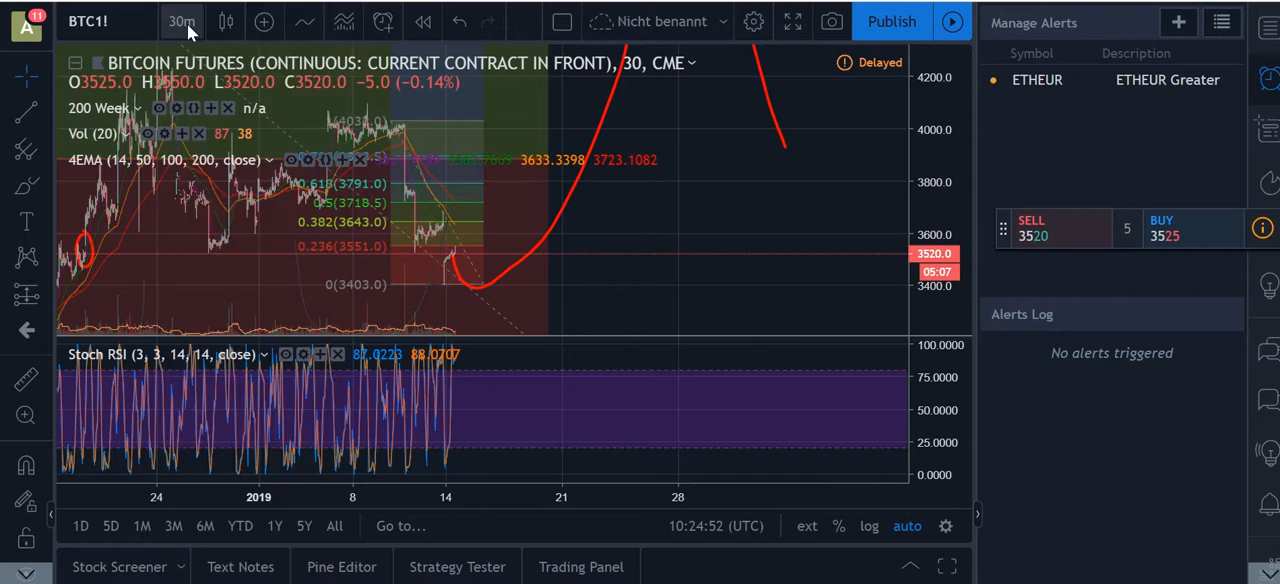 A 11 BTC1! 30m Nicht benannt Publish
Manage Alerts
Symbol Description
ETHEUR ETHEUR Greater
BITCOIN FUTURES (CONTINUOUS: CURRENT CONTRACT IN FRONT), 30, CME
Delayed
O3525.0 H3550.0 L3520.0 C3520.0 −5.0 (−0.14%)
200 Week n/a
Vol (20) 87 38
4EMA (14, 50, 100, 200, close) 3633.3398 3723.1082
0.618(3791.0)
0.5(3718.5)
0.382(3643.0)
0.236(3551.0)
0(3403.0)
4200.0
4000.0
3800.0
3600.0
3520.0
05:07
3400.0
SELL
3520
5
BUY
3525
Alerts Log
No alerts triggered
Stoch RSI (3, 3, 14, 14, close) 87.0223 88.0707
100.0000
75.0000
50.0000
25.0000
0.0000
24 2019 8 14 21 28
1D 5D 1M 3M 6M YTD 1Y 5Y All Go to... 10:24:52 (UTC) ext % log auto
Stock Screener Text Notes Pine Editor Strategy Tester Trading Panel